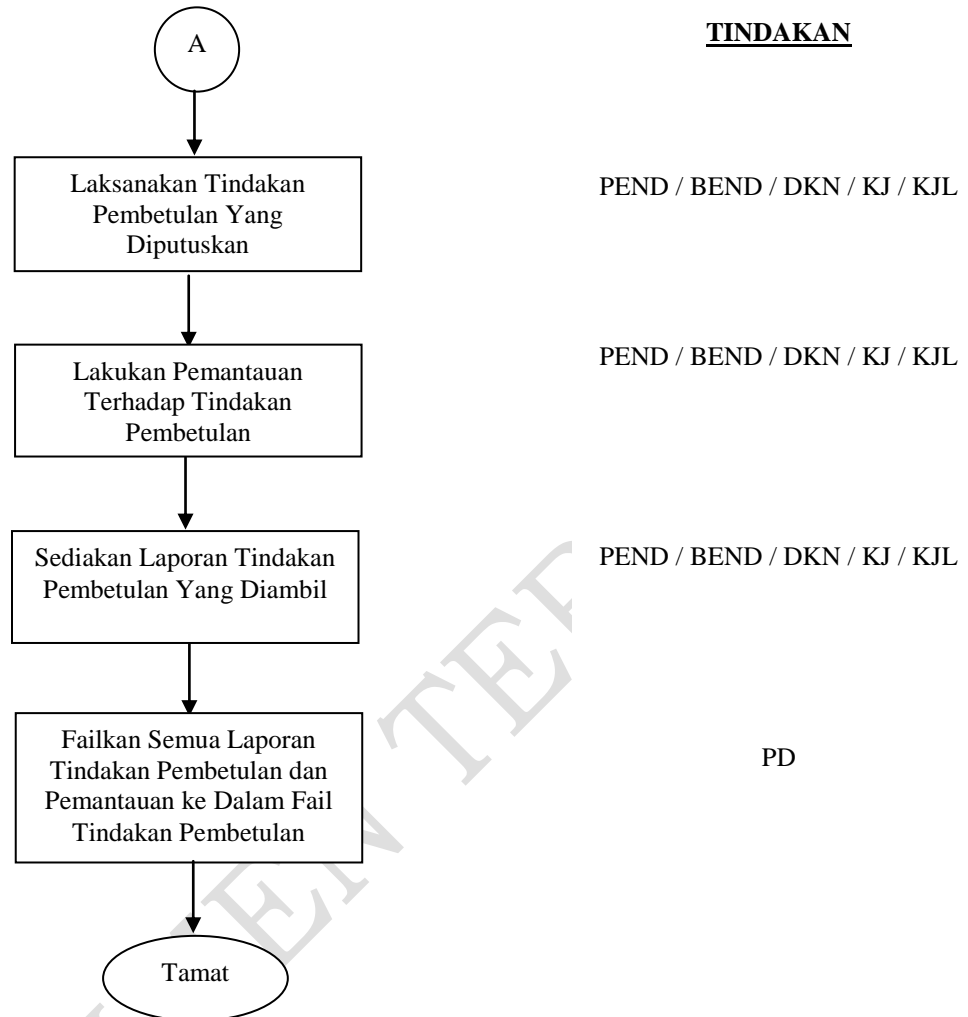 A
TINDAKAN
Laksanakan Tindakan
Pembetulan Yang
Diputuskan
PEND / BEND / DKN / KJ / KJL
Lakukan Pemantauan
Terhadap Tindakan
Pembetulan
PEND / BEND / DKN / KJ / KJL
Sediakan Laporan Tindakan
Pembetulan Yang Diambil
PEND / BEND / DKN / KJ / KJL
Failkan Semua Laporan
Tindakan Pembetulan dan
Pemantauan ke Dalam Fail
Tindakan Pembetulan
PD
Tamat